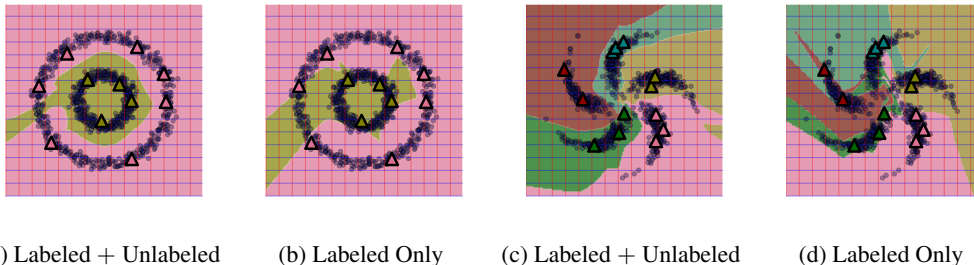 ) Labeled + Unlabeled
(b) Labeled Only
(c) Labeled + Unlabeled
(d) Labeled Only